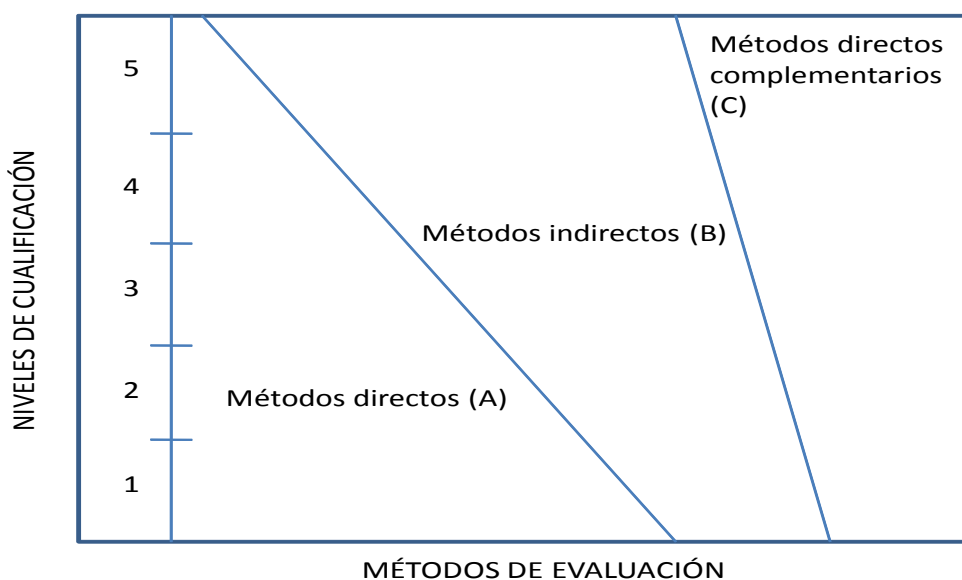 Métodos directos
complementarios
(C)
5
4
Métodos indirectos (B)
3
2
Métodos directos (A)
1
NIVELES DE CUALIFICACIÓN
MÉTODOS DE EVALUACIÓN